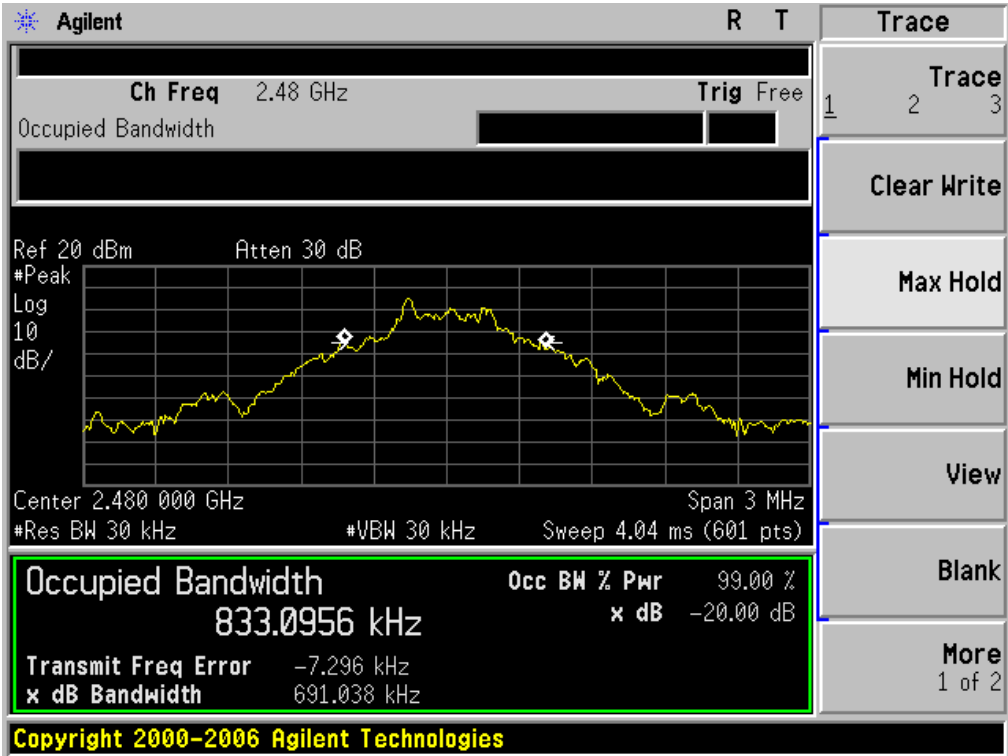 Agilent R T Trace
Ch Freq 2.48 GHz Trig Free
Occupied Bandwidth
Trace
1 2 3
Clear Write
Max Hold
Min Hold
View
Blank
More
1 of 2
Ref 20 dBm Atten 30 dB
#Peak
Log
10
dB/
Center 2.480 000 GHz Span 3 MHz
#Res BW 30 kHz #VBW 30 kHz Sweep 4.04 ms (601 pts)
Occupied Bandwidth Occ BW % Pwr 99.00 %
833.0956 kHz x dB -20.00 dB
Transmit Freq Error -7.296 kHz
x dB Bandwidth 691.038 kHz
Copyright 2000-2006 Agilent Technologies